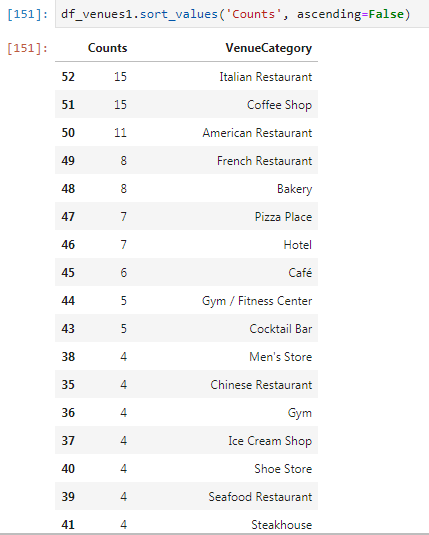 [151]: df_venues1.sort_values('Counts', ascending=False)
[151]: Counts VenueCategory
52 15 Italian Restaurant
51 15 Coffee Shop
50 11 American Restaurant
49 8 French Restaurant
48 8 Bakery
47 7 Pizza Place
46 7 Hotel
45 6 Café
44 5 Gym / Fitness Center
43 5 Cocktail Bar
38 4 Men's Store
35 4 Chinese Restaurant
36 4 Gym
37 4 Ice Cream Shop
40 4 Shoe Store
39 4 Seafood Restaurant
41 4 Steakhouse